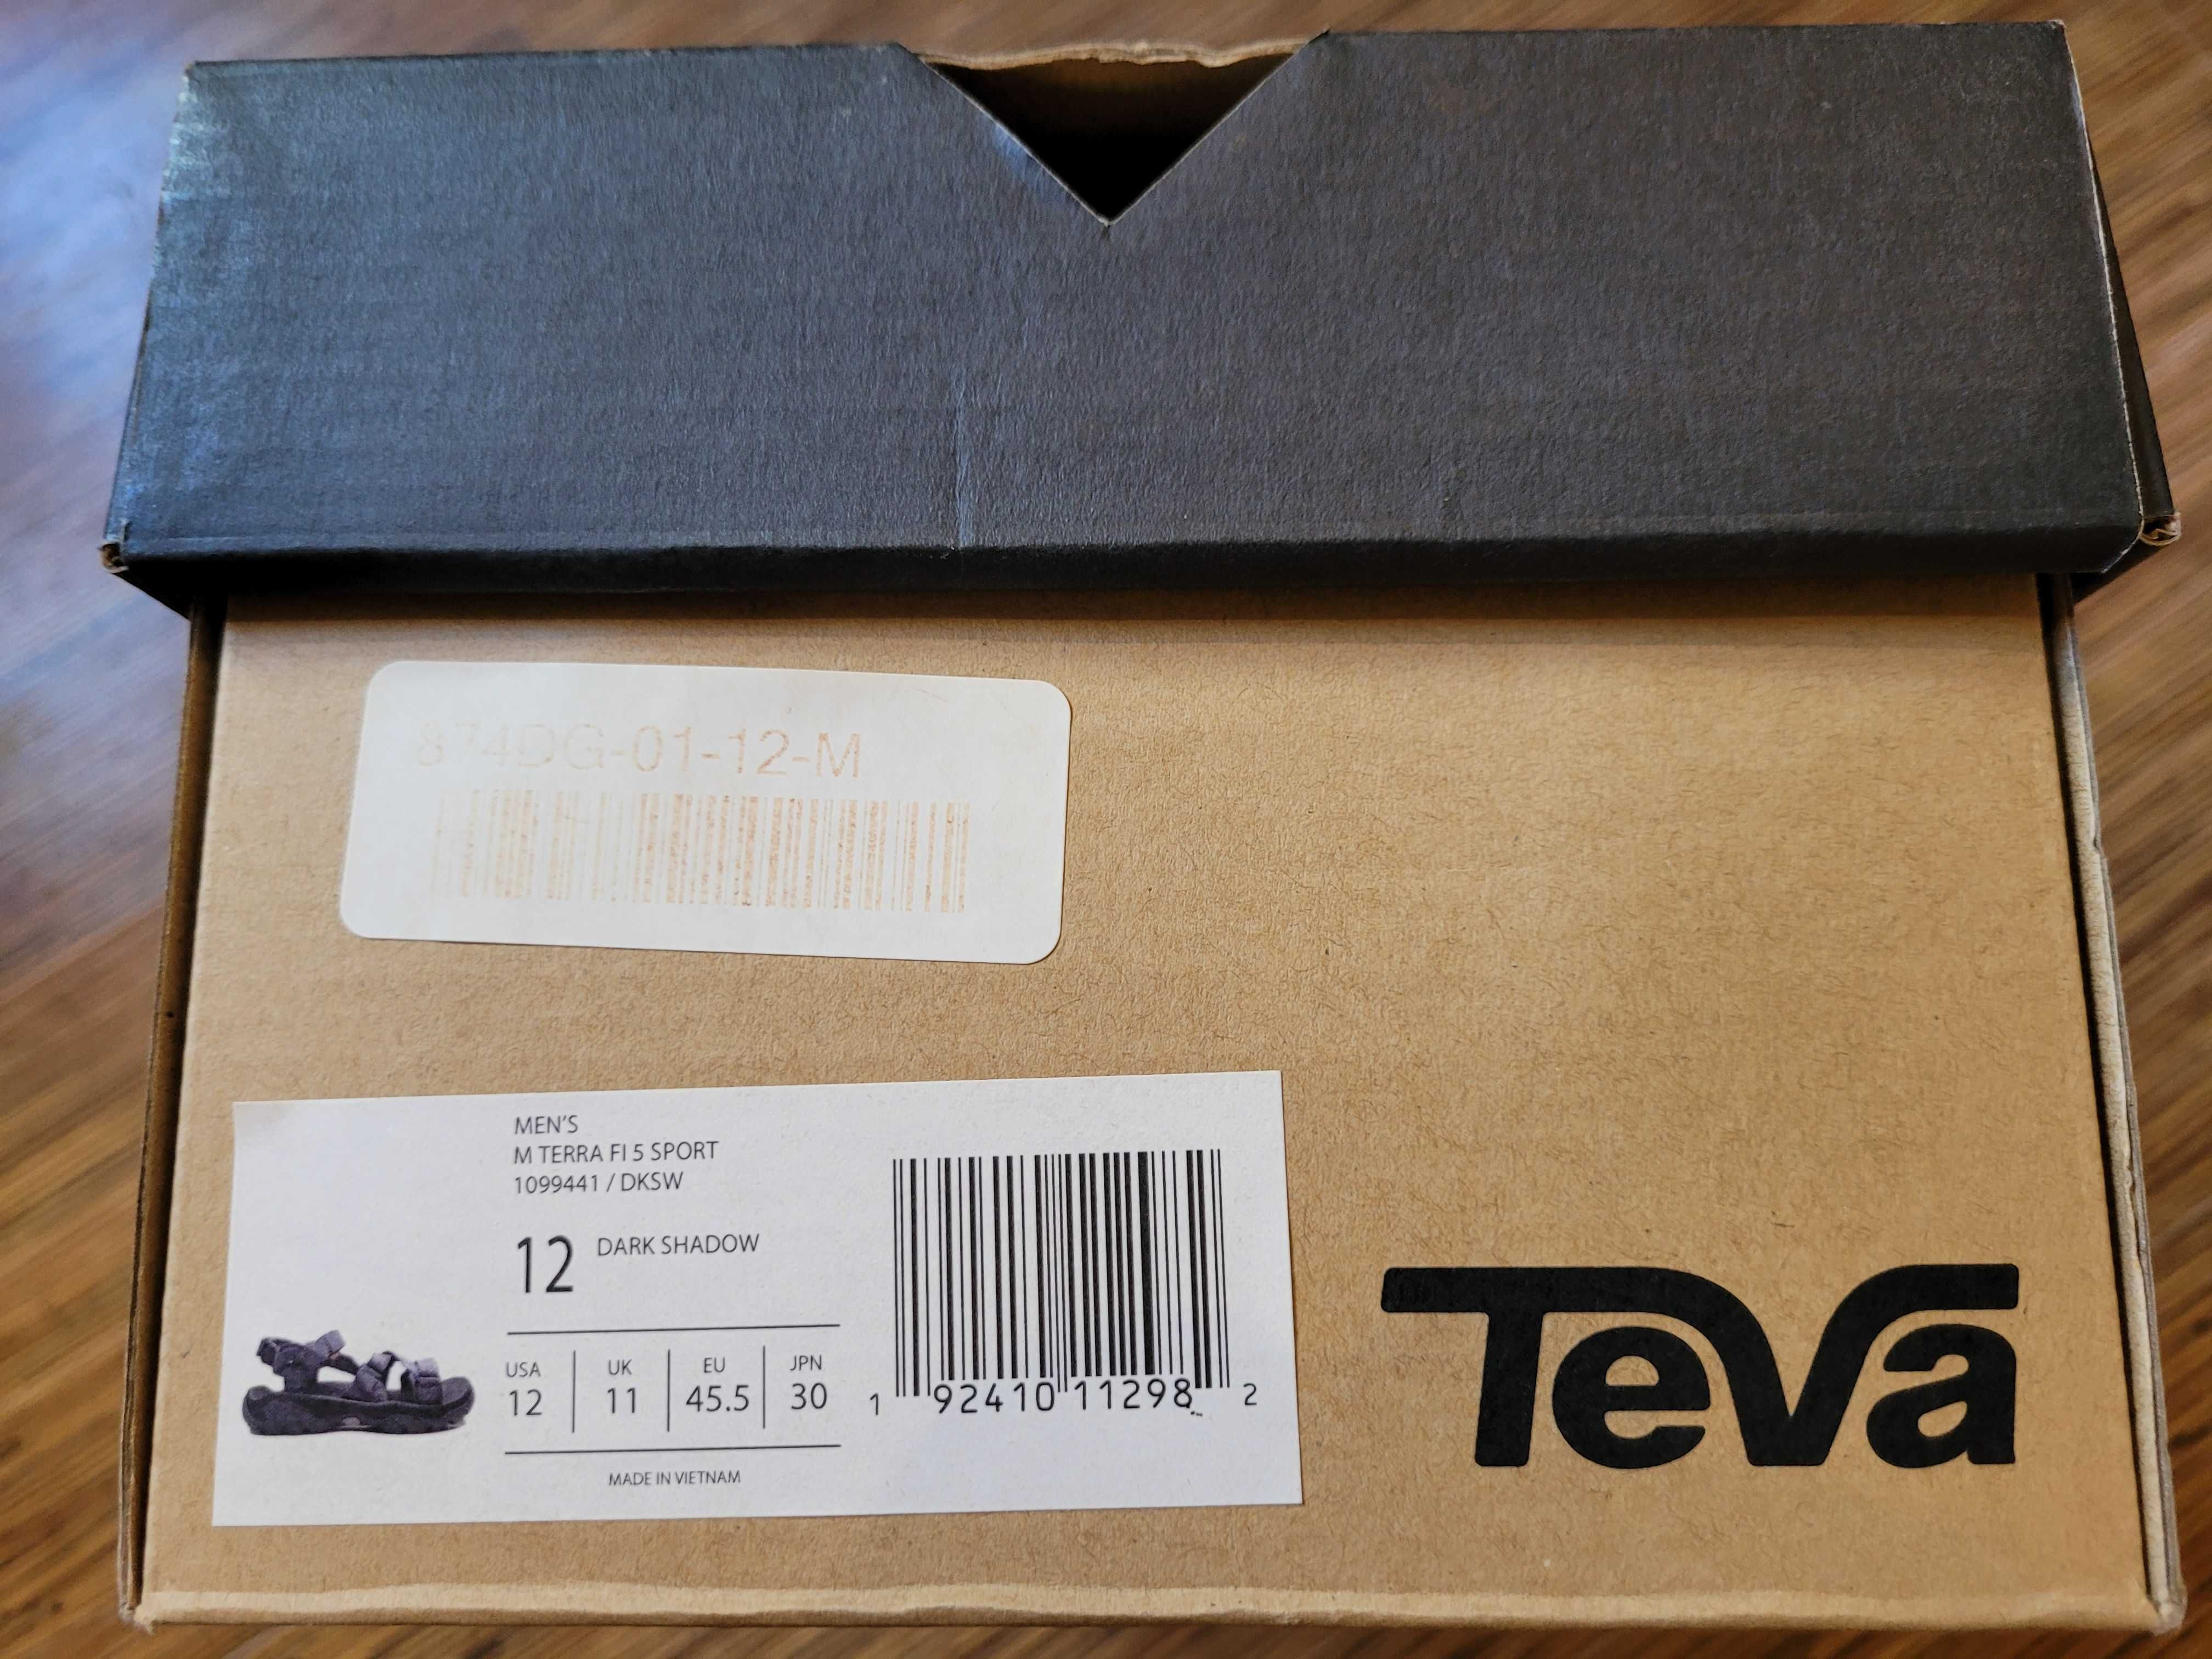 874DG-01-12-M
MEN'S
M TERRA FI 5 SPORT
1099441 / DKSW
12 DARK SHADOW
USA UK EU JPN
12 11 45.5 30
MADE IN VIETNAM
1 92410 11298 2
Teva